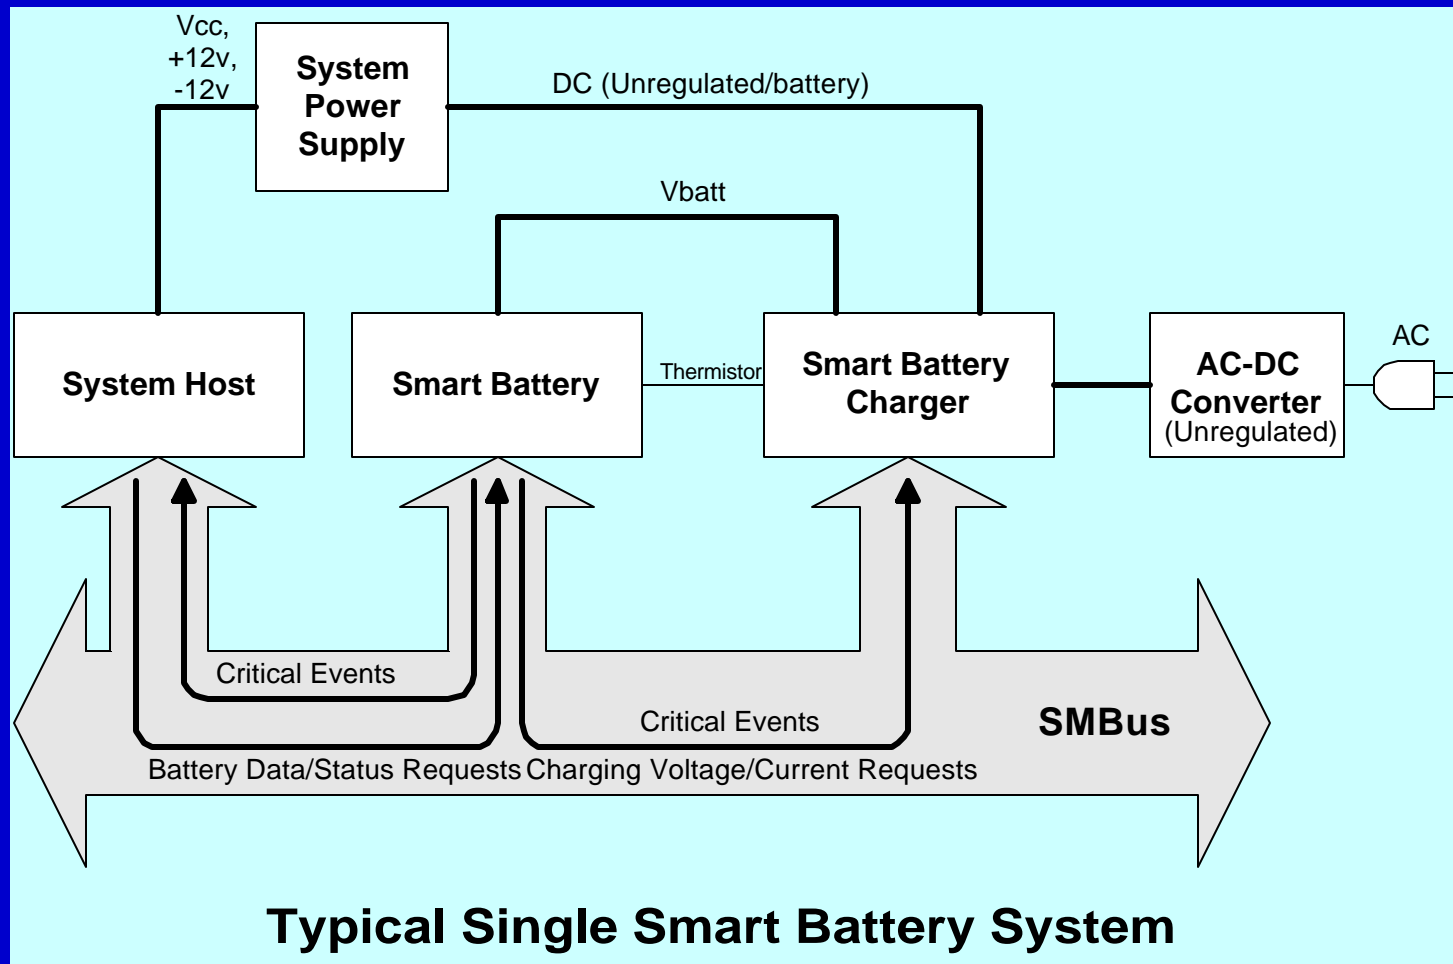 Vcc,
+12v,
-12v
System
Power
Supply
DC (Unregulated/battery)
Vbatt
System Host
Smart Battery
Thermistor
Smart Battery
Charger
AC-DC
Converter
(Unregulated)
AC
Critical Events
Critical Events
SMBus
Battery Data/Status Requests
Charging Voltage/Current Requests
Typical Single Smart Battery System